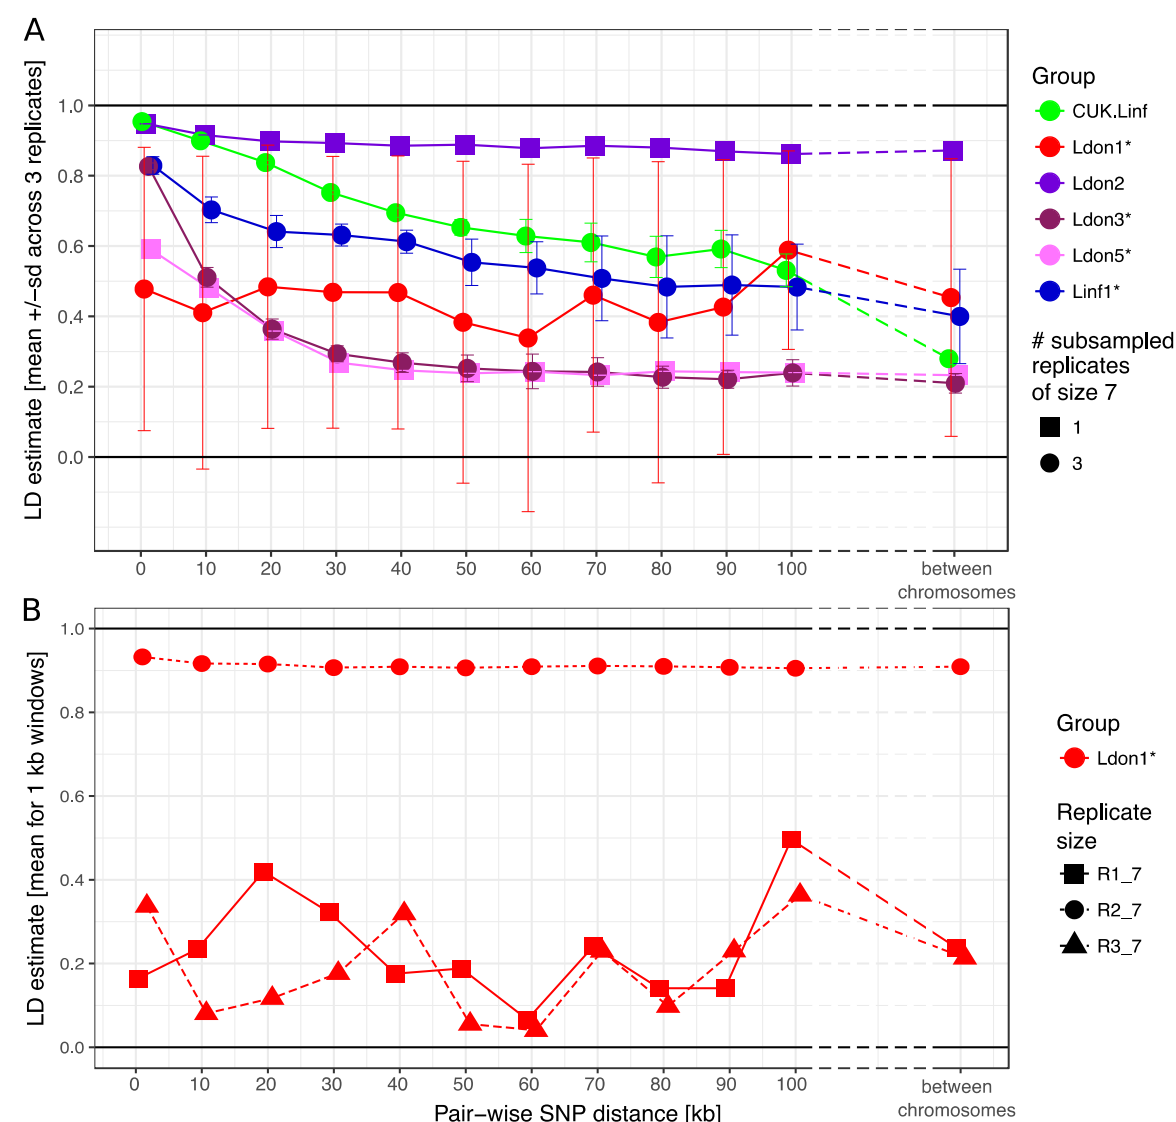 A
LD estimate [mean +/−sd across 3 replicates]
1.0
0.8
0.6
0.4
0.2
0.0
0 10 20 30 40 50 60 70 80 90 100 between
chromosomes
Group
CUK.Linf
Ldon1*
Ldon2
Ldon3*
Ldon5*
Linf1*
# subsampled
replicates
of size 7
1
3
B
LD estimate [mean for 1 kb windows]
1.0
0.8
0.6
0.4
0.2
0.0
0 10 20 30 40 50 60 70 80 90 100 between
chromosomes
Pair−wise SNP distance [kb]
Group
Ldon1*
Replicate
size
R1_7
R2_7
R3_7